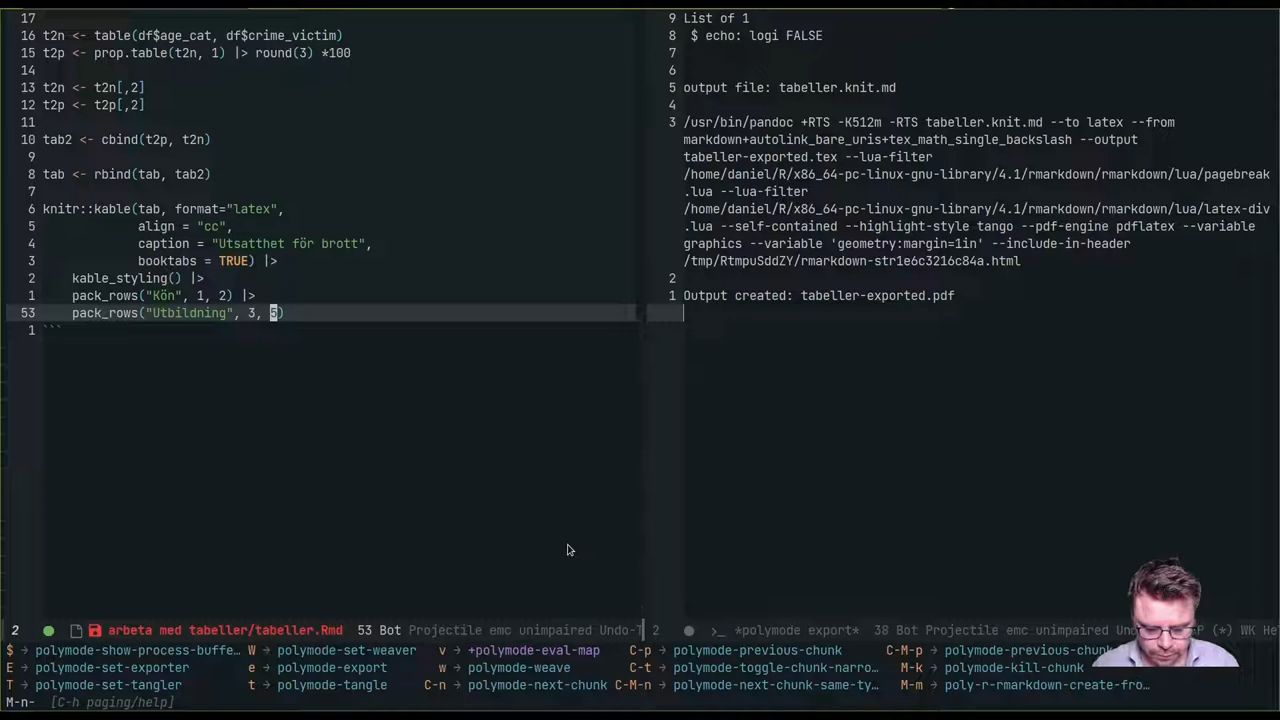 17
16 t2n <- table(df$age_cat, df$crime_victim)
15 t2p <- prop.table(t2n, 1) |> round(3) *100
14
13 t2n <- t2n[,2]
12 t2p <- t2p[,2]
11
10 tab2 <- cbind(t2p, t2n)
9
8 tab <- rbind(tab, tab2)
7
6 knitr::kable(tab, format="latex",
5 align = "cc",
4 caption = "Utsatthet för brott",
3 booktabs = TRUE) |>
2 kable_styling() |>
1 pack_rows("Kön", 1, 2) |>
53 pack_rows("Utbildning", 3, 5)
1 ```
9 List of 1
8 $ echo: logi FALSE
7
6
5 output file: tabeller.knit.md
4
3 /usr/bin/pandoc +RTS -K512m -RTS tabeller.knit.md --to latex --from
markdown+autolink_bare_uris+tex_math_single_backslash --output
tabeller-exported.tex --lua-filter
/home/daniel/R/x86_64-pc-linux-gnu-library/4.1/rmarkdown/rmarkdown/lua/pagebreak
.lua --lua-filter
/home/daniel/R/x86_64-pc-linux-gnu-library/4.1/rmarkdown/rmarkdown/lua/latex-div
.lua --self-contained --highlight-style tango --pdf-engine pdflatex --variable
graphics --variable 'geometry:margin=1in' --include-in-header
/tmp/RtmpuSddZY/rmarkdown-str1e6c3216c84a.html
2
1 Output created: tabeller-exported.pdf
2 arbeta med tabeller/tabeller.Rmd 53 Bot Projectile emc unimpaired Undo-T
2 >_ *polymode export* 38 Bot Projectile emc unimpaired Undo P (*) WK He
$ → polymode-show-process-buffe… W → polymode-set-weaver v → +polymode-eval-map C-p → polymode-previous-chunk C-M-p → polymode-previous-chun
E → polymode-set-exporter e → polymode-export w → polymode-weave C-t → polymode-toggle-chunk-narro… M-k → polymode-kill-chunk
T → polymode-set-tangler t → polymode-tangle C-n → polymode-next-chunk C-M-n → polymode-next-chunk-same-ty… M-m → poly-r-rmarkdown-create-fro…
M-n- [C-h paging/help]